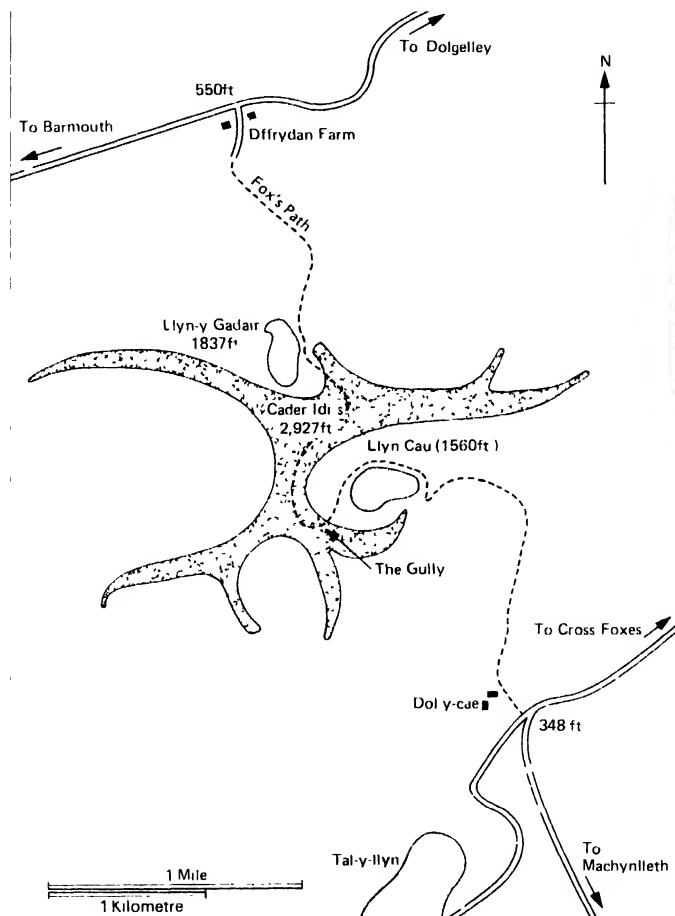 To Dolgelley
N
550ft
To Barmouth
Dffrydan Farm
Fox's Path
Llyn-y Gadair
1837ft
Cader Idris
2,927ft
Llyn Cau (1560ft)
The Gully
To Cross Foxes
Dol y-cae
348 ft
Tal-y-llyn
To
Machynlleth
1 Mile
1 Kilometre